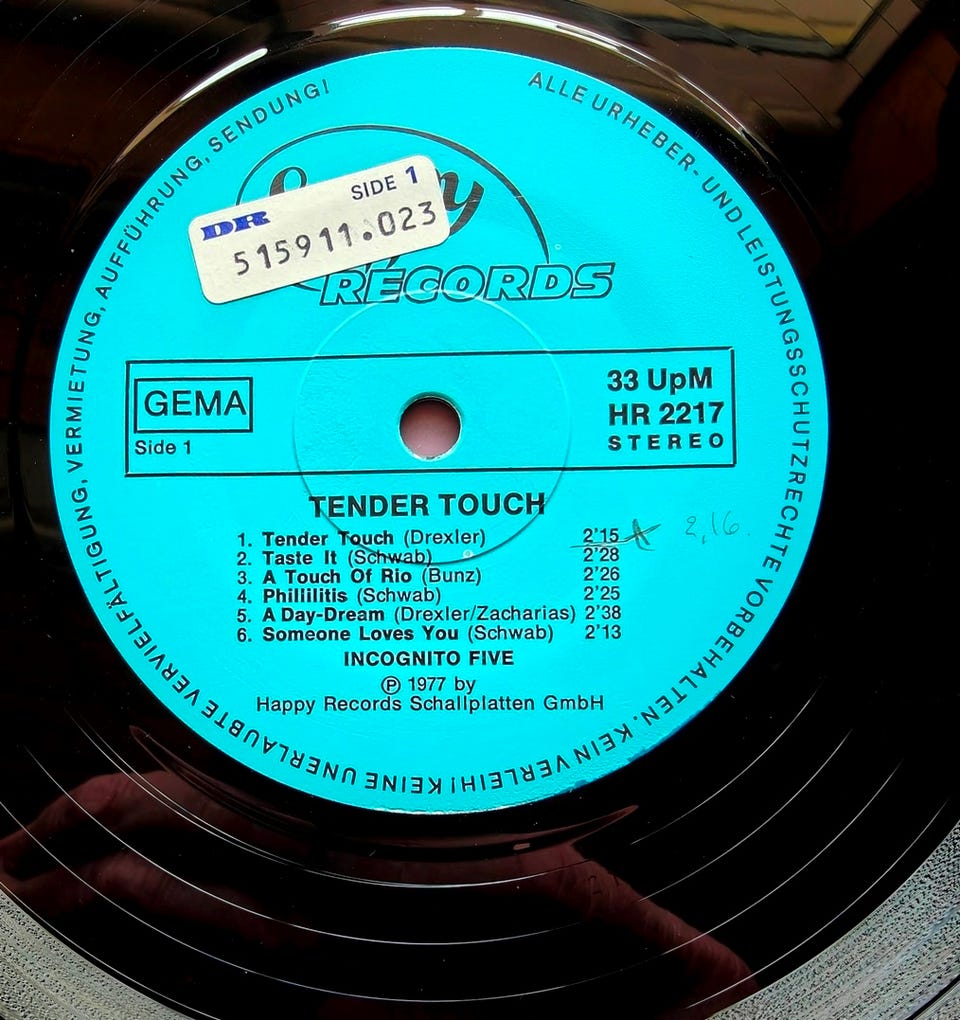 ALLE URHEBER- UND LEISTUNGSSCHUTZRECHTE VORBEHALTEN. KEIN VERLEIH! KEINE UNERLAUBTE VERVIELFÄLTIGUNG, VERMIETUNG, AUFFÜHRUNG, SENDUNG!
DR SIDE 1
515911.023
RECORDS
GEMA
Side 1
33 UpM
HR 2217
STEREO
TENDER TOUCH
1. Tender Touch (Drexler) 2'15 2,16.
2. Taste It (Schwab) 2'28
3. A Touch Of Rio (Bunz) 2'26
4. Phillilitis (Schwab) 2'25
5. A Day-Dream (Drexler/Zacharias) 2'38
6. Someone Loves You (Schwab) 2'13
INCOGNITO FIVE
Ⓟ 1977 by
Happy Records Schallplatten GmbH